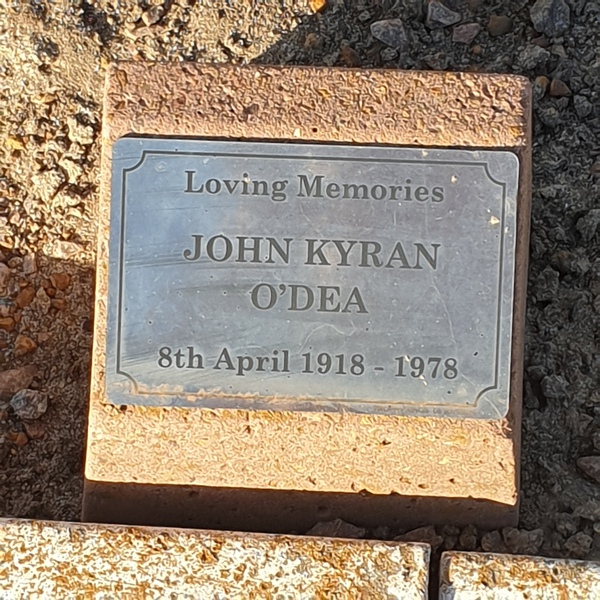 Loving Memories
JOHN KYRAN
O'DEA
8th April 1918 - 1978